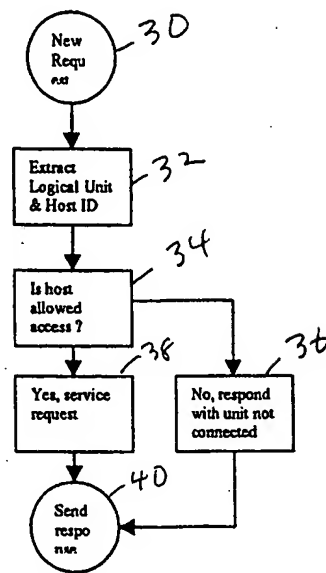 New
Requ
est
30
Extract
Logical Unit
& Host ID
32
Is host
allowed
access ?
34
Yes, service
request
38
No, respond
with unit not
connected
36
Send
respo
nse
40